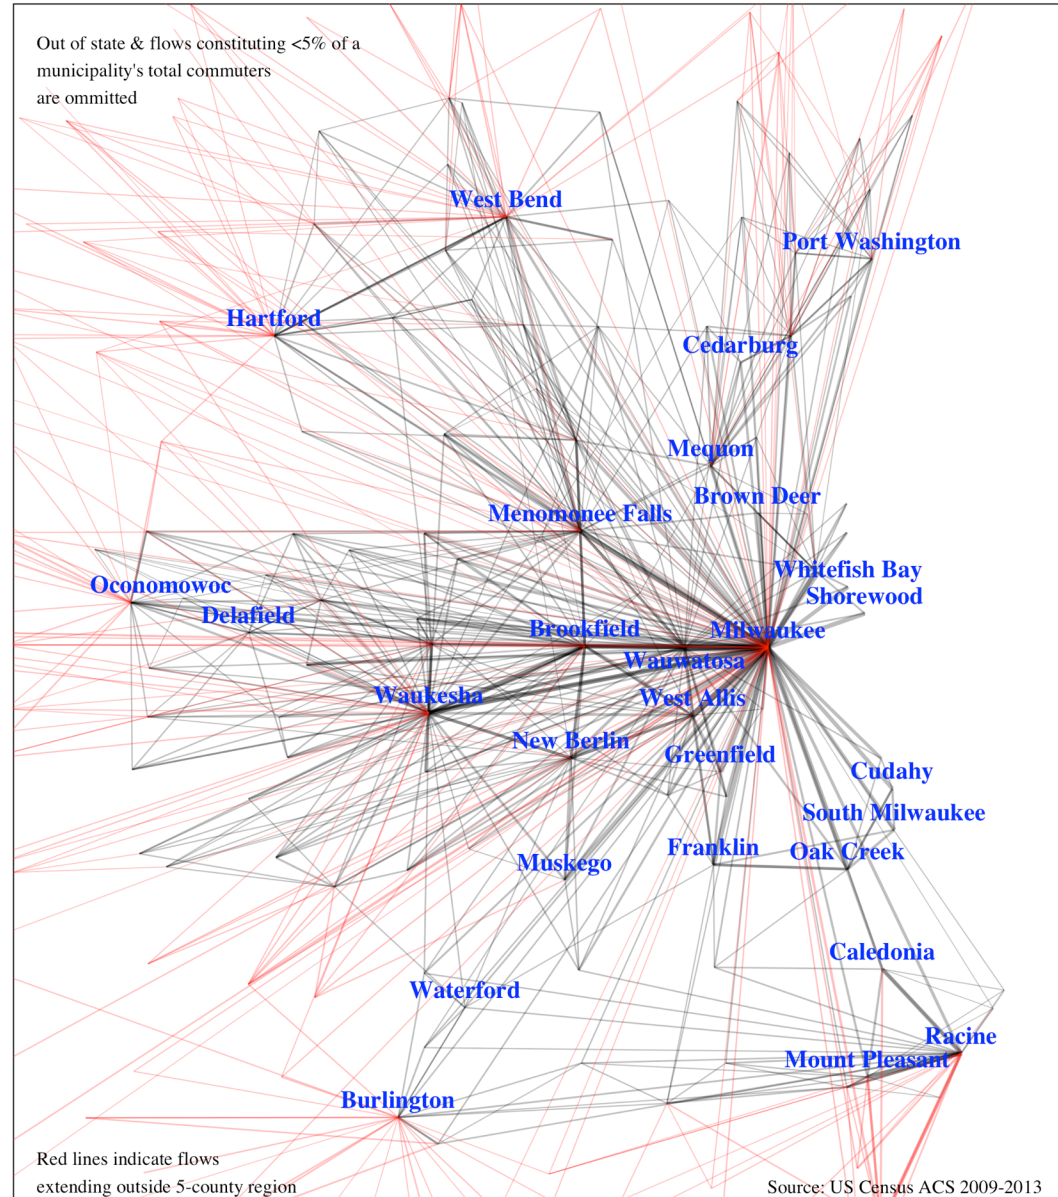 Out of state & flows constituting <5% of a
municipality's total commuters
are ommitted
West Bend
Port Washington
Hartford
Cedarburg
Mequon
Brown Deer
Menomonee Falls
Whitefish Bay
Oconomowoc
Shorewood
Delafield
Brookfield
Milwaukee
Wauwatosa
Waukesha
West Allis
New Berlin
Greenfield
Cudahy
South Milwaukee
Franklin
Oak Creek
Muskego
Caledonia
Waterford
Racine
Mount Pleasant
Burlington
Red lines indicate flows
extending outside 5-county region
Source: US Census ACS 2009-2013